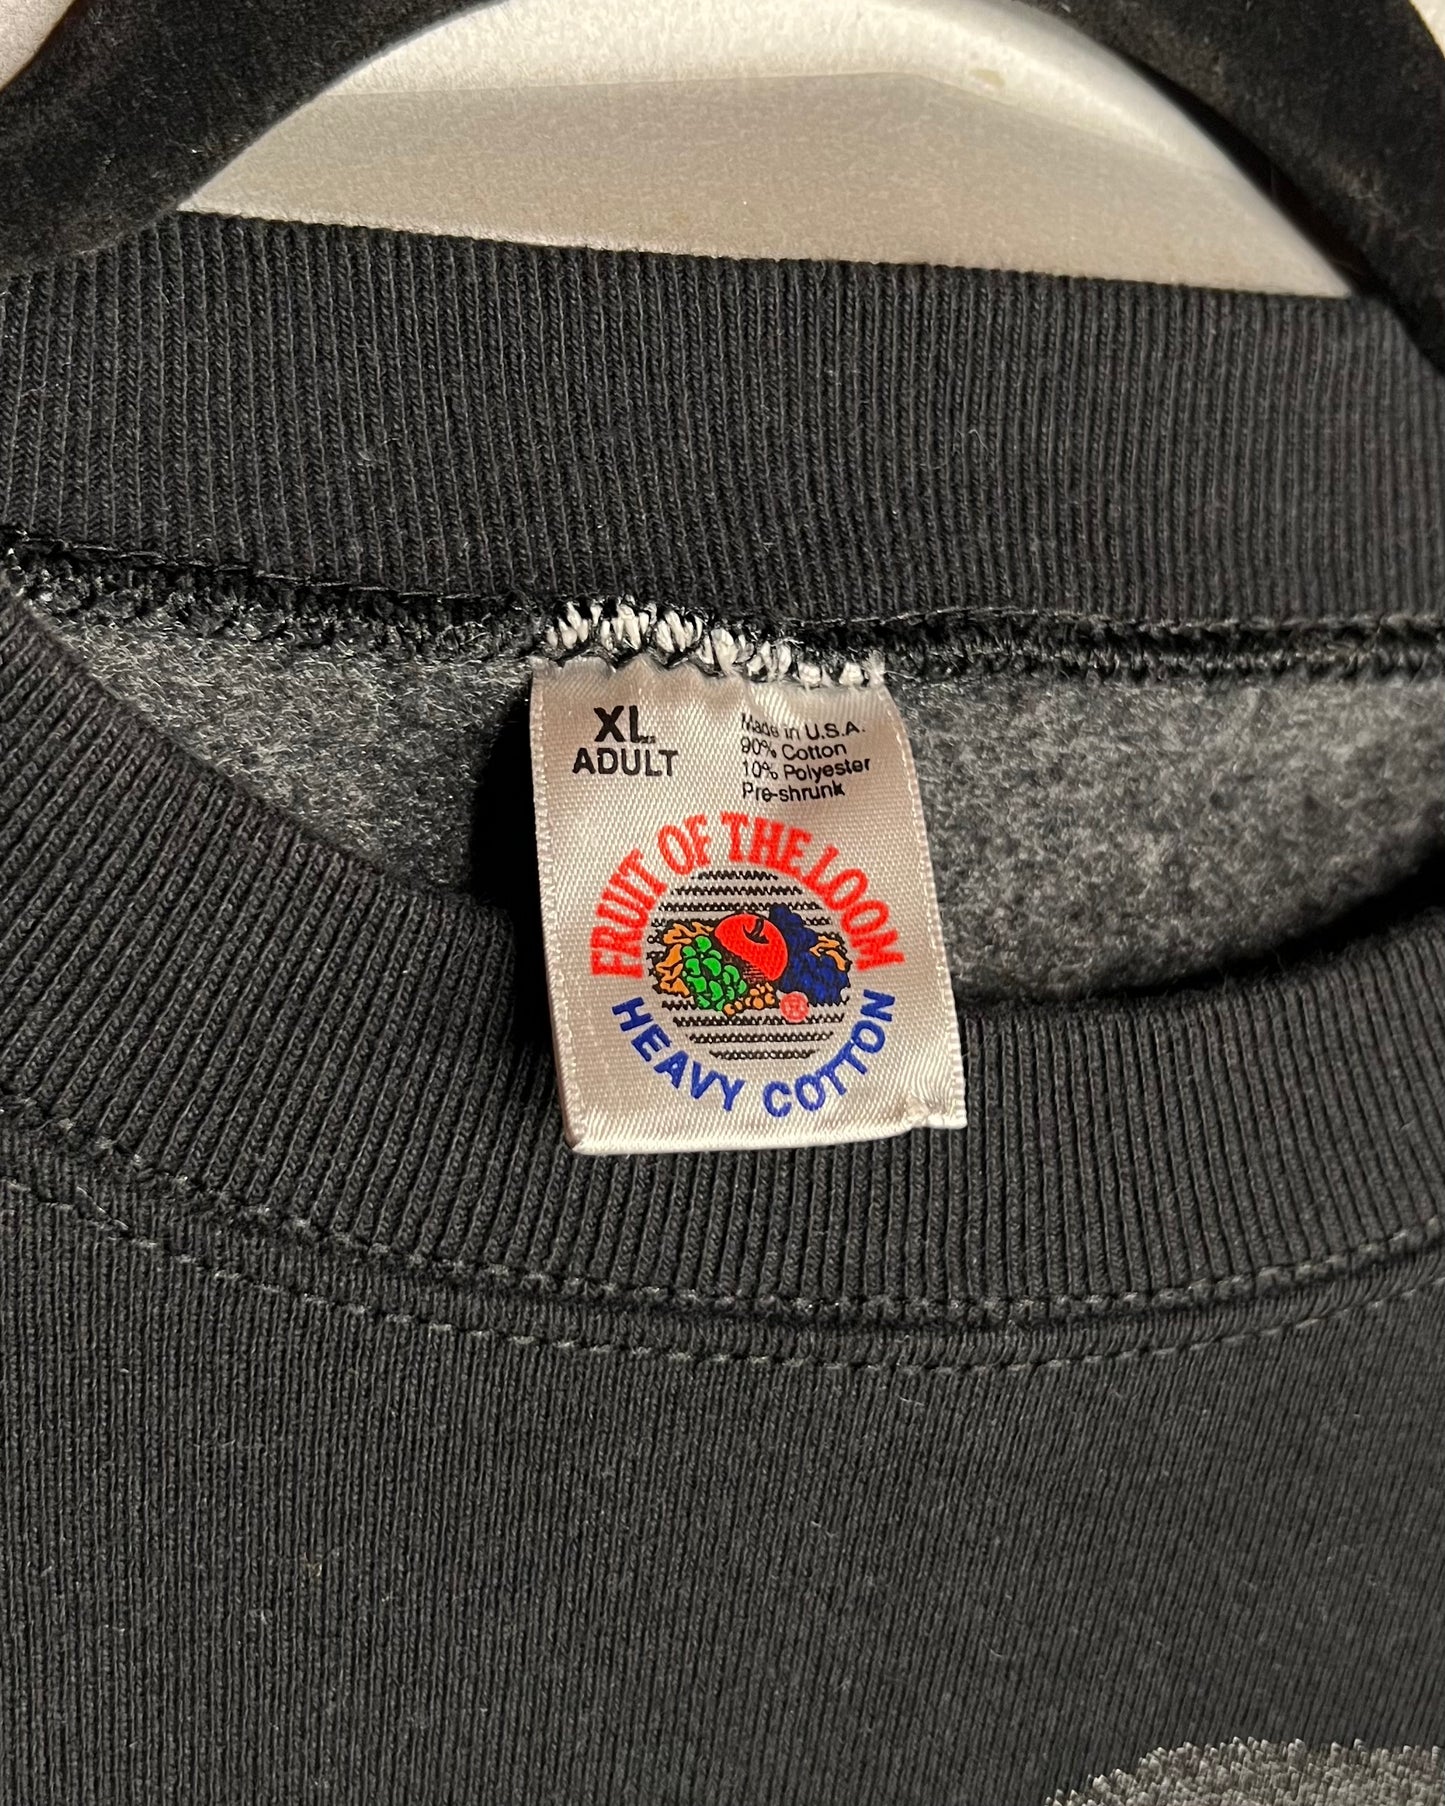 XL
ADULT
Made in U.S.A.
90% Cotton
10% Polyester
Pre-shrunk
FRUIT OF THE LOOM
®
HEAVY COTTON